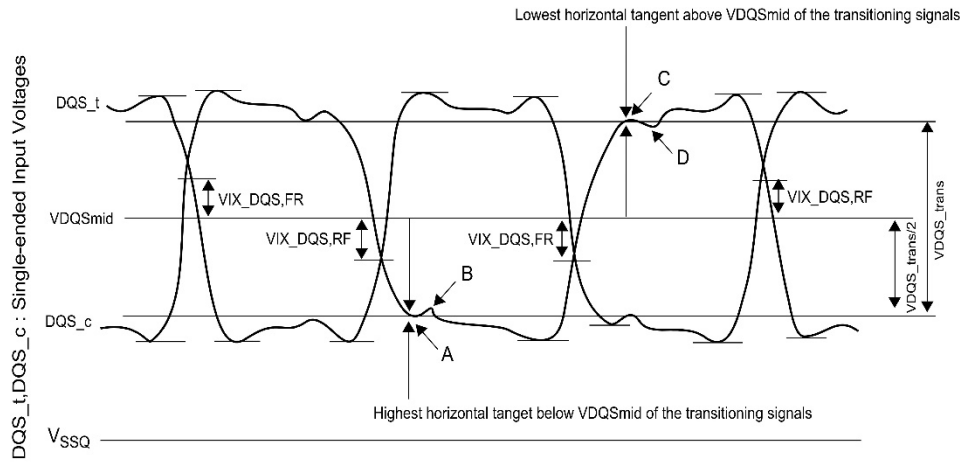 Lowest horizontal tangent above VDQSmid of the transitioning signals
DQS_t,DQS_c : Single-ended Input Voltages
DQS_t
C
D
VIX_DQS,FR
VIX_DQS,RF
VDQSmid
VIX_DQS,RF
VIX_DQS,FR
VDQS_trans/2
VDQS_trans
B
DQS_c
A
Highest horizontal tanget below VDQSmid of the transitioning signals
VSSQ